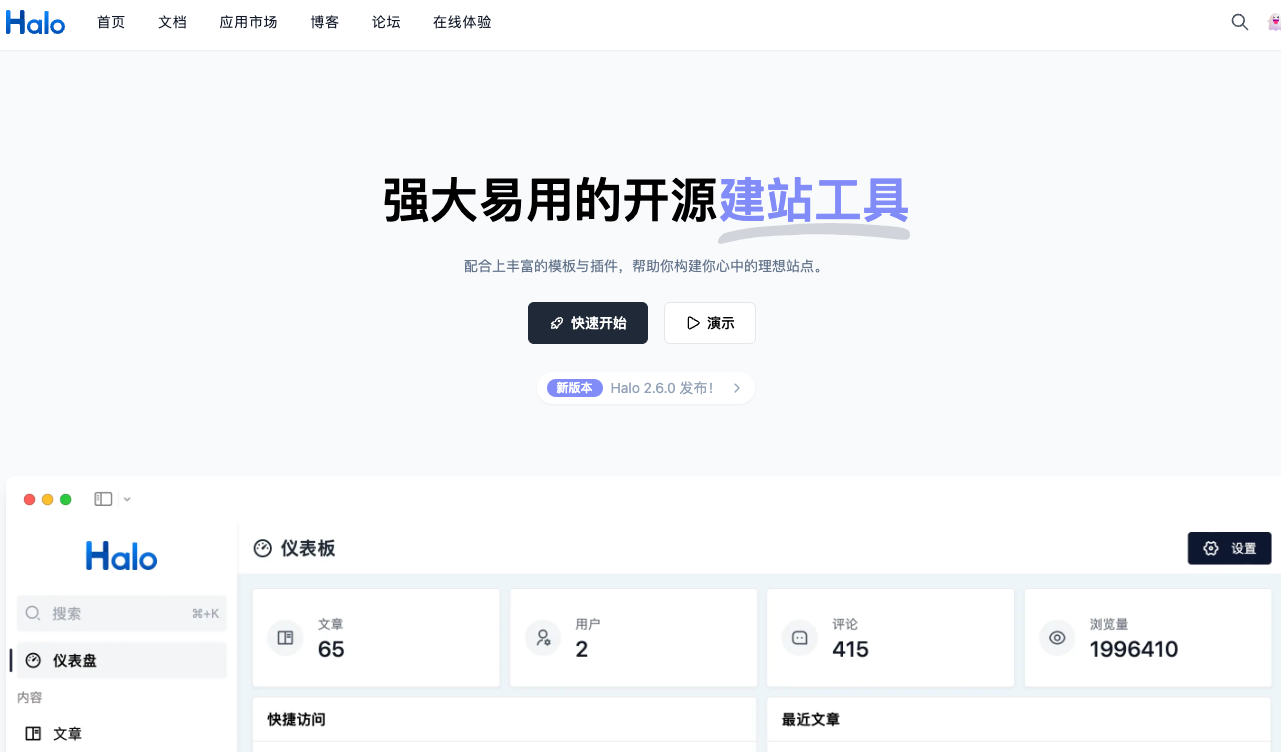 Halo 首页 文档 应用市场 博客 论坛 在线体验
强大易用的开源建站工具
配合上丰富的模板与插件，帮助你构建你心中的理想站点。
快速开始 演示
新版本 Halo 2.6.0 发布！
Halo
仪表板 设置
搜索 ⌘+K
仪表盘
内容
文章
文章
65
用户
2
评论
415
浏览量
1996410
快捷访问
最近文章